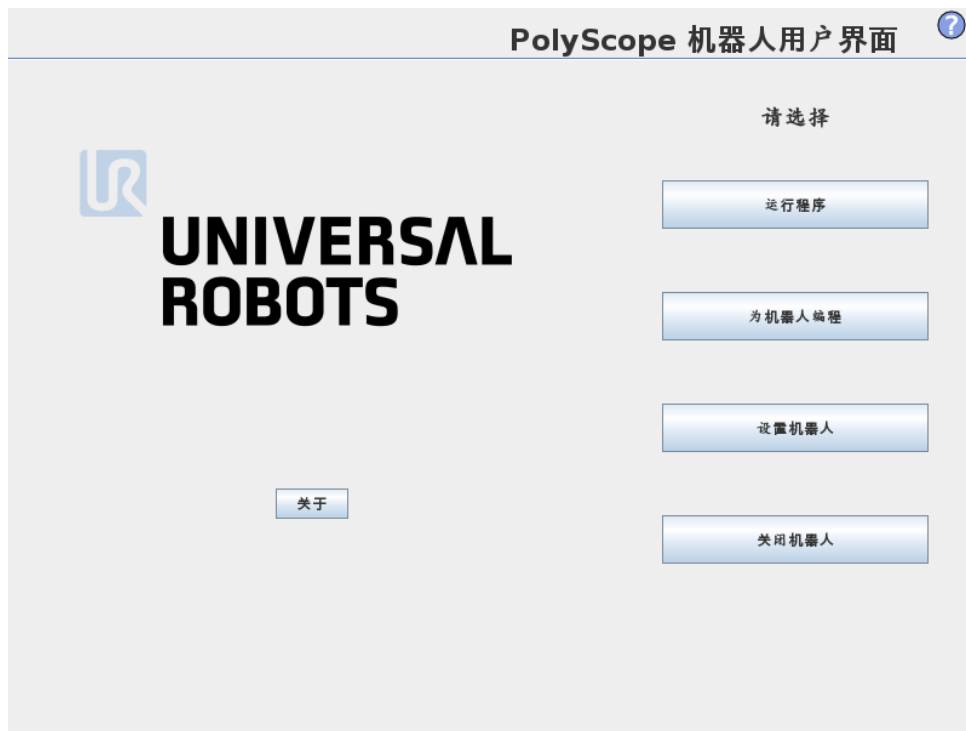 PolyScope 机器人用户界面
?
请选择
UR
UNIVERSAL
ROBOTS
运行程序
为机器人编程
设置机器人
关于
关闭机器人